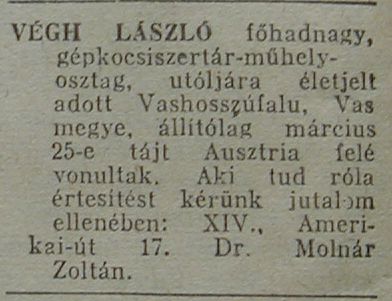 VÉGH LÁSZLÓ főhadnagy,
gépkocsiszertár-műhely-
osztag, utóljára életjelt
adott Vashosszúfalu, Vas
megye, állítólag március
25-e tájt Ausztria felé
vonultak. Aki tud róla
értesítést kérünk jutalom
ellenében: XIV., Ameri-
kai-út 17. Dr. Molnár
Zoltán.